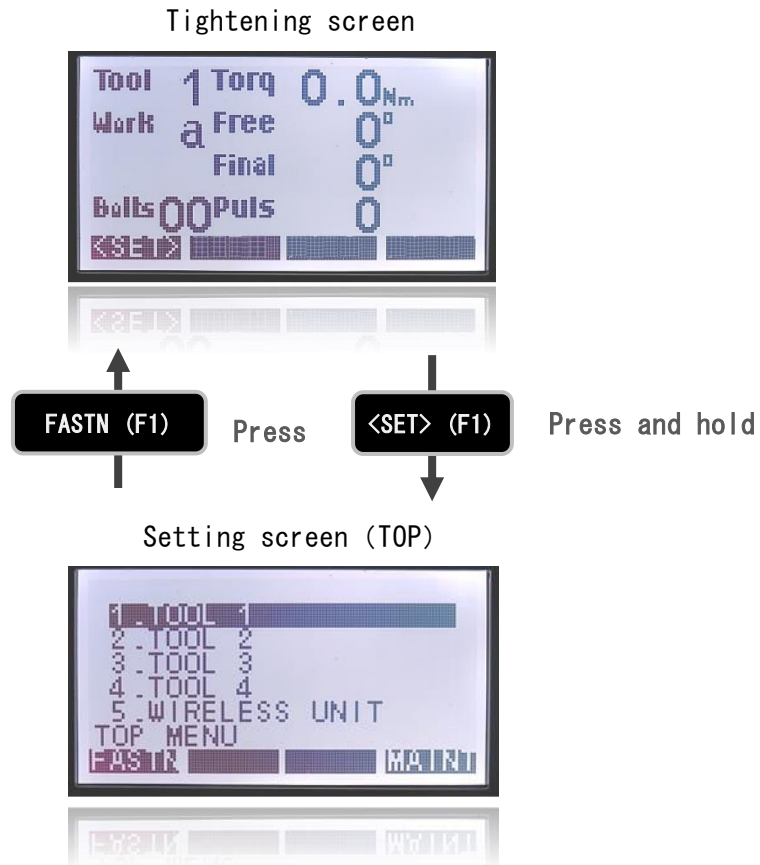 Tightening screen
Tool 1 Torq 0.0Nm
Work a Free 0°
Final 0°
Bolts 00 Puls 0
<SET>
FASTN (F1) Press <SET> (F1) Press and hold
Setting screen (TOP)
1.TOOL 1
2.TOOL 2
3.TOOL 3
4.TOOL 4
5.WIRELESS UNIT
TOP MENU
FASTN MAINT